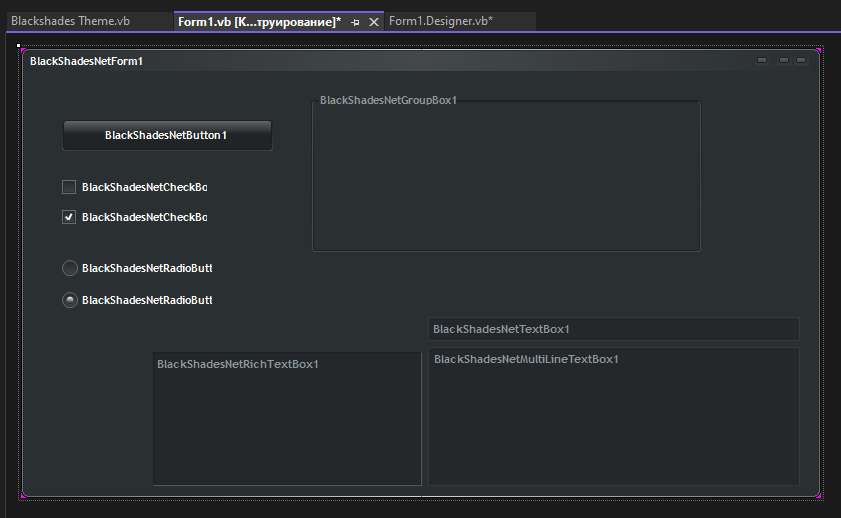 Blackshades Theme.vb
Form1.vb [К...труирование]*
Form1.Designer.vb*
BlackShadesNetForm1
BlackShadesNetGroupBox1
BlackShadesNetButton1
BlackShadesNetCheckBo
BlackShadesNetCheckBo
BlackShadesNetRadioButt
BlackShadesNetRadioButt
BlackShadesNetTextBox1
BlackShadesNetRichTextBox1
BlackShadesNetMultiLineTextBox1